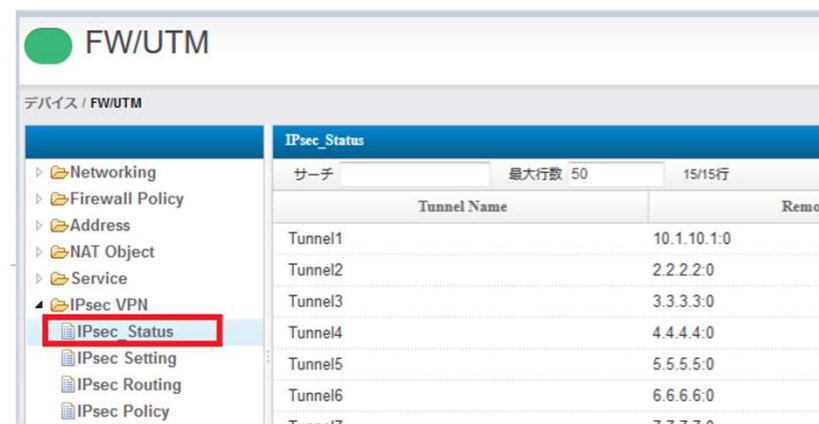 FW/UTM
デバイス / FW/UTM
IPsec_Status
サーチ 最大行数 50 15/15行
Tunnel Name Remo
Tunnel1 10.1.10.1:0
Tunnel2 2.2.2.2:0
Tunnel3 3.3.3.3:0
Tunnel4 4.4.4.4:0
Tunnel5 5.5.5.5:0
Tunnel6 6.6.6.6:0
Networking
Firewall Policy
Address
NAT Object
Service
IPsec VPN
IPsec_Status
IPsec Setting
IPsec Routing
IPsec Policy